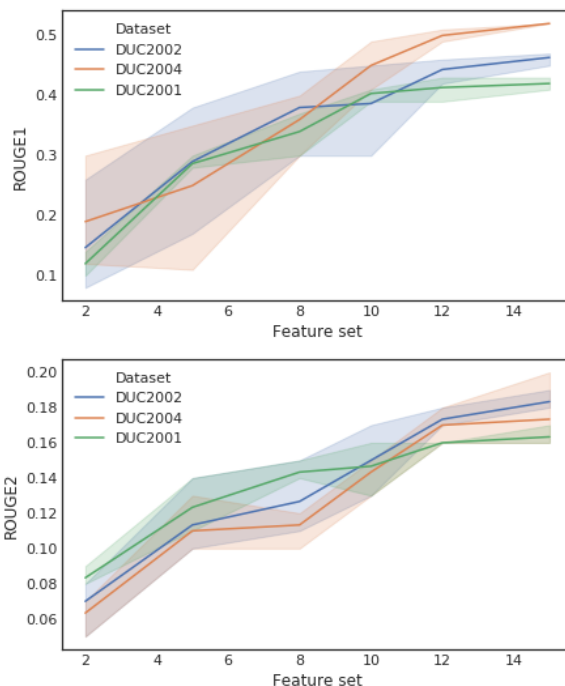 0.5
0.4
0.3
0.2
0.1
ROUGE1
Dataset
DUC2002
DUC2004
DUC2001
2 4 6 8 10 12 14
Feature set
0.20
0.18
0.16
0.14
0.12
0.10
0.08
0.06
ROUGE2
Dataset
DUC2002
DUC2004
DUC2001
2 4 6 8 10 12 14
Feature set